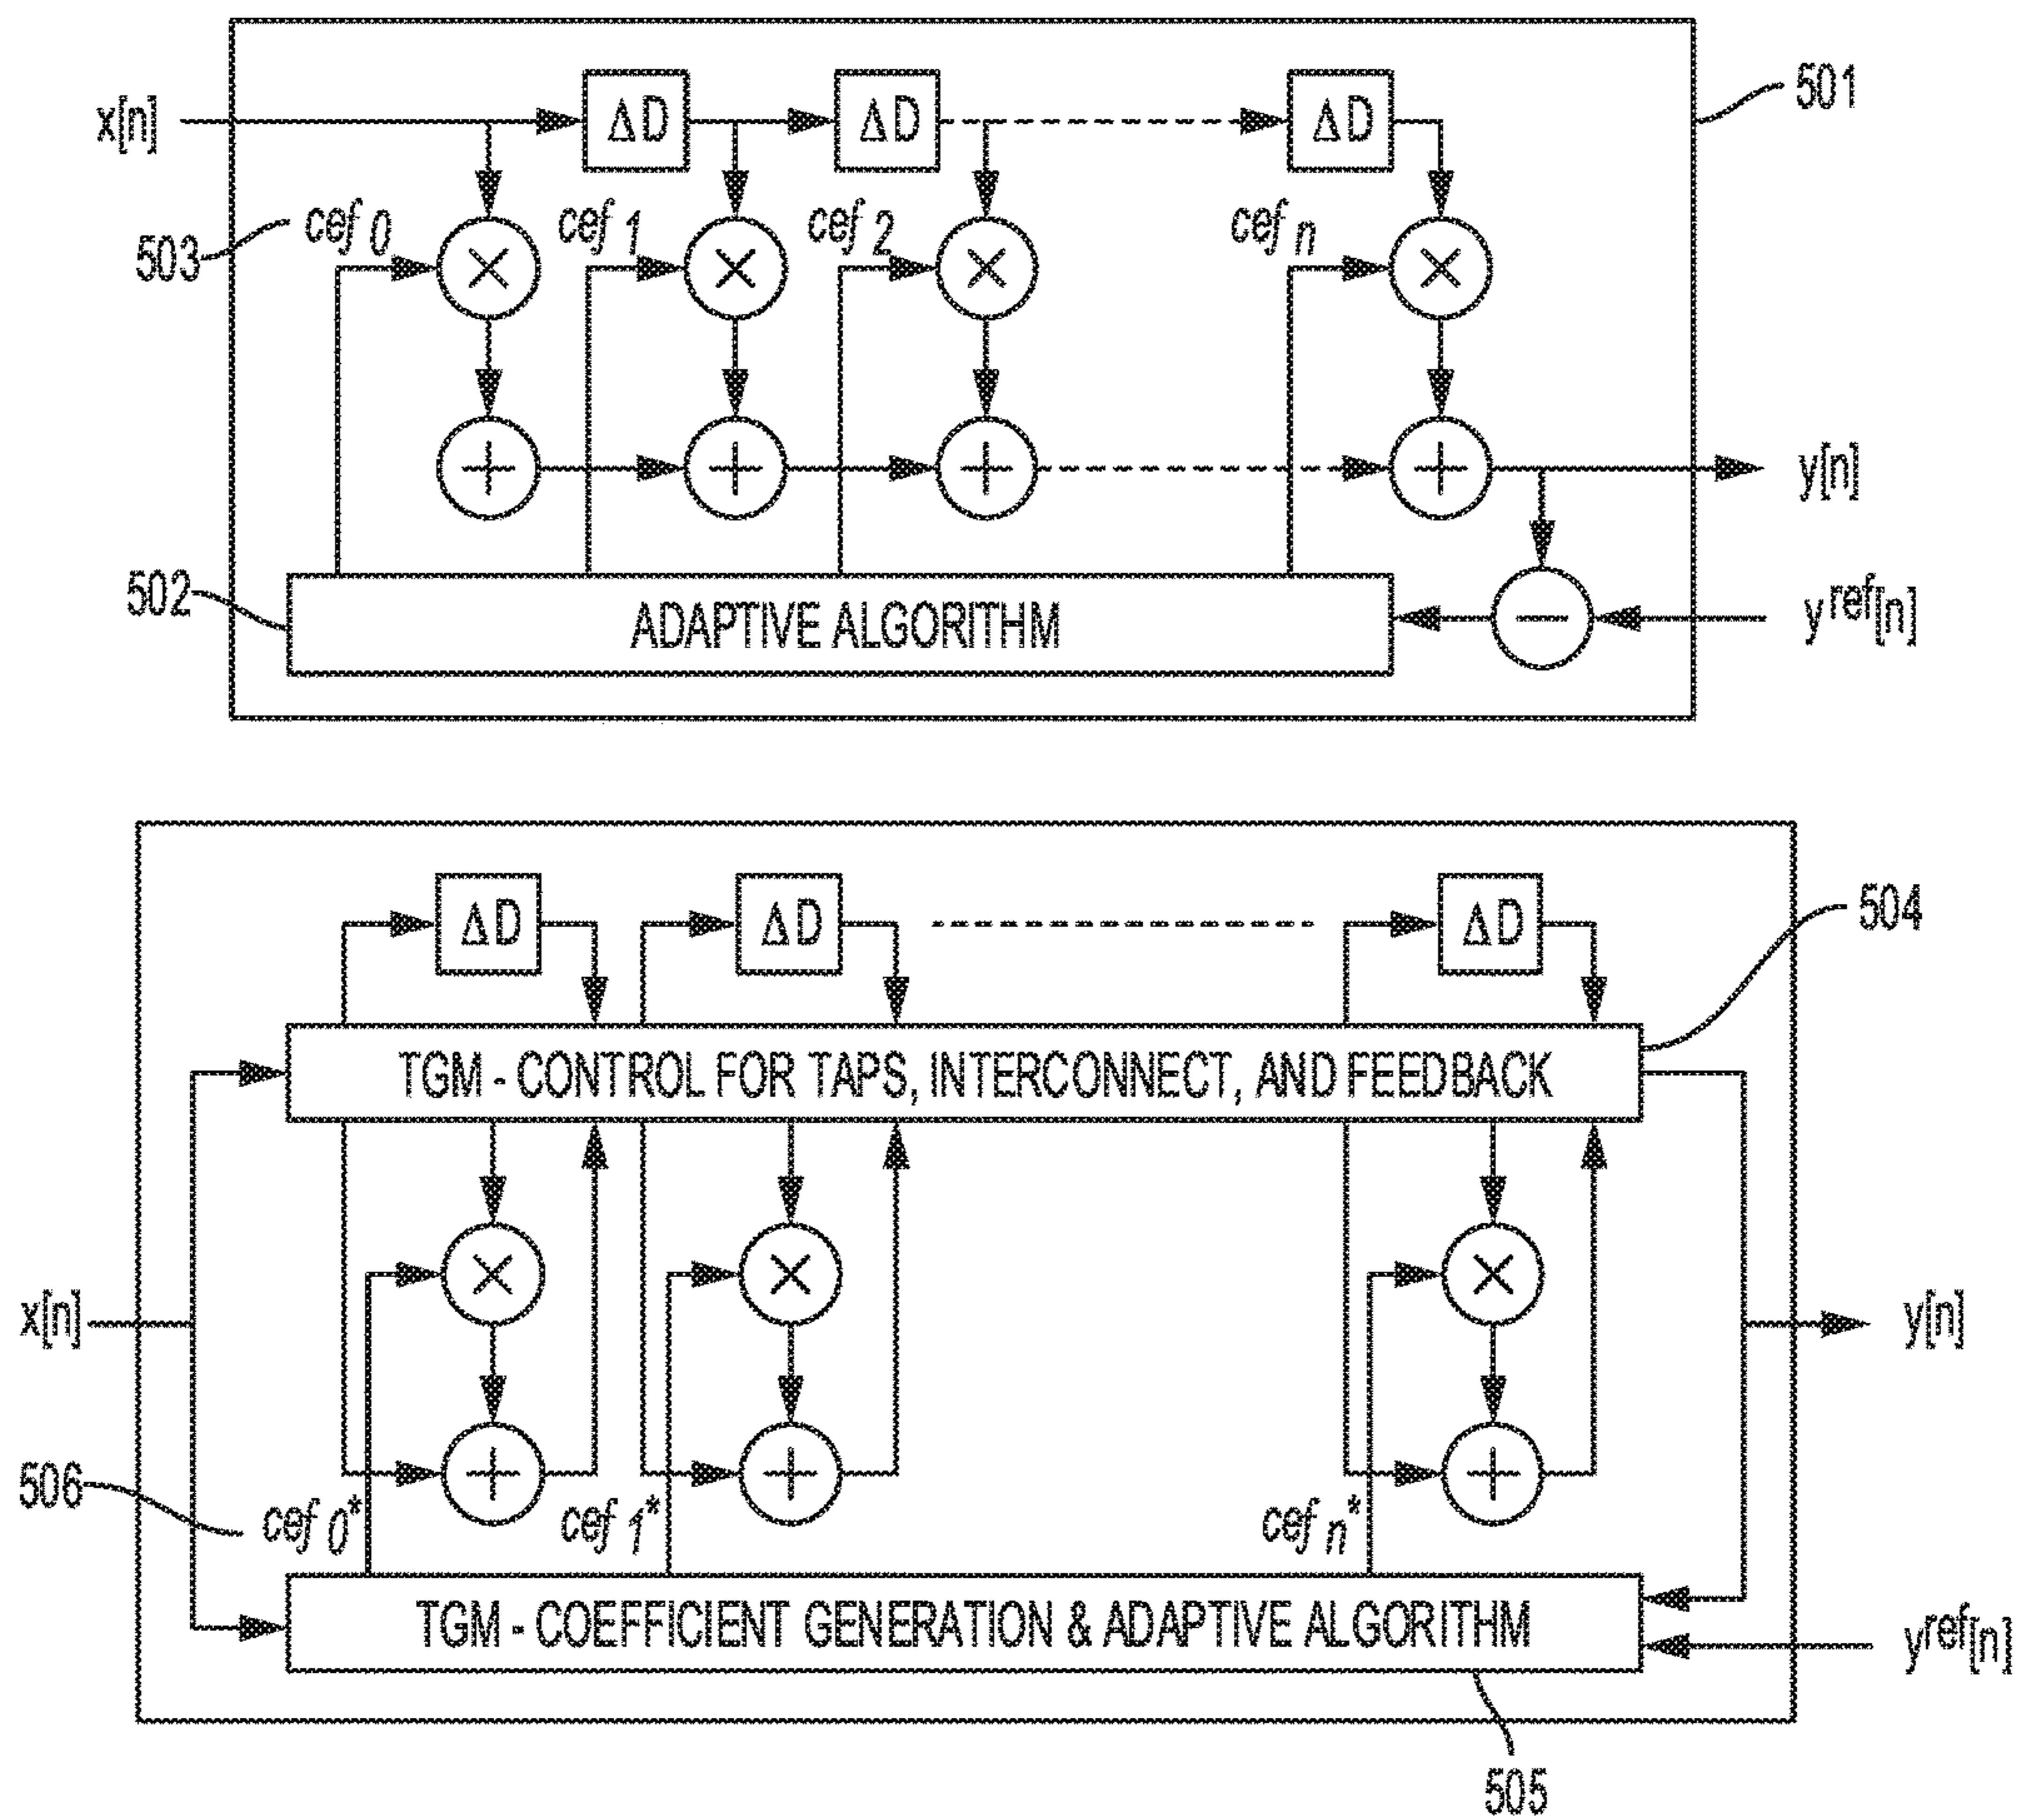 501
x[n] ΔD ΔD ΔD
503 cef 0 cef 1 cef 2 cef n
× × × ×
+ + + + y[n]
502 ADAPTIVE ALGORITHM − y^ref[n]
ΔD ΔD ΔD 504
TGM - CONTROL FOR TAPS, INTERCONNECT, AND FEEDBACK
× × ×
x[n] y[n]
+ + +
506 cef 0* cef 1* cef n*
TGM - COEFFICIENT GENERATION & ADAPTIVE ALGORITHM y^ref[n]
505